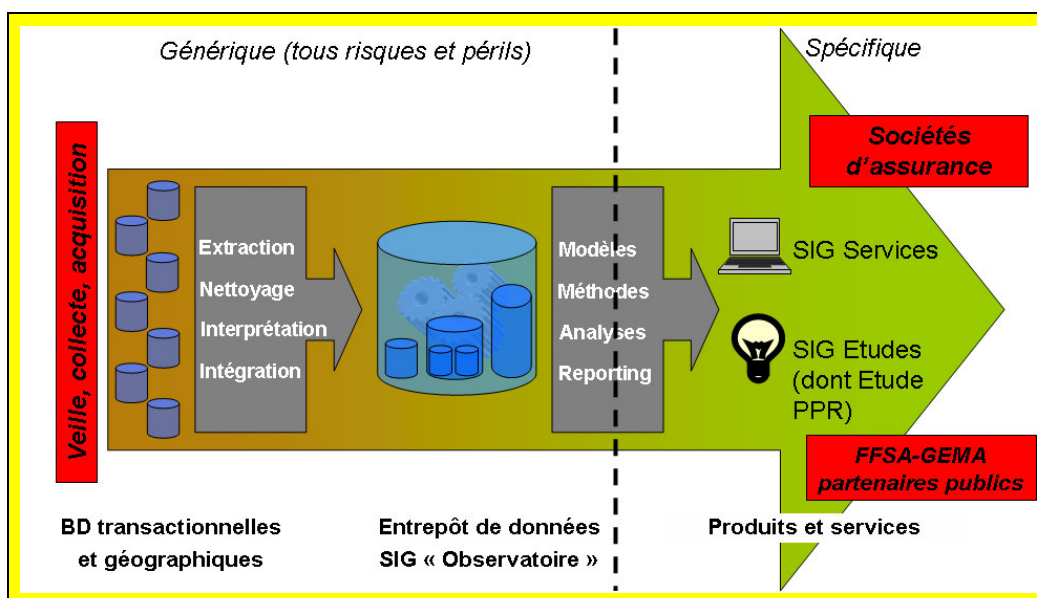 Générique (tous risques et périls)
Spécifique
Veille, collecte, acquisition
Extraction
Nettoyage
Interprétation
Intégration
Modèles
Méthodes
Analyses
Reporting
Sociétés
d'assurance
SIG Services
SIG Etudes
(dont Etude
PPR)
FFSA-GEMA
partenaires publics
BD transactionnelles
et géographiques
Entrepôt de données
SIG « Observatoire »
Produits et services